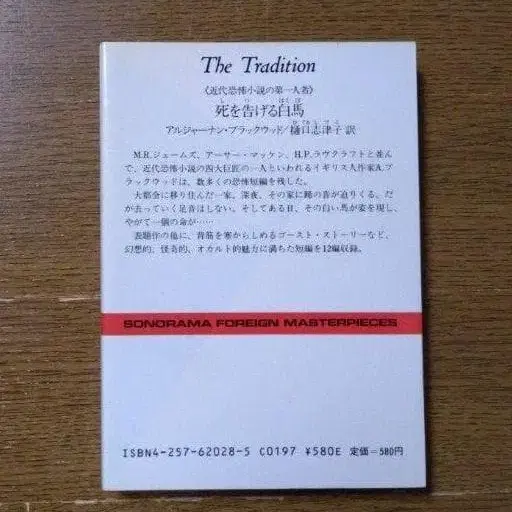 The Tradition
《近代恐怖小説の第一人者》
死を告げる白馬
アルジャーナン・ブラックウッド/樋口志津子 訳
M.R.ジェームズ、アーサー・マッケン、H.P.ラヴクラフトと並ん
で、近代恐怖小説の四大巨匠の一人といわれるイギリス人作家A.ブ
ラックウッドは、数多くの恐怖短編を残した。
大都会に移り住んだ一家。深夜、その家に蹄の音が迫りくる。だ
が去っていく足音はしない。そしてある日、その白い馬が姿を現し、
やがて一個の命が……
表題作の他に、背筋を寒からしめるゴースト・ストーリーなど、
幻想的、怪奇的、オカルト的魅力に満ちた短編を12編収録。
SONORAMA FOREIGN MASTERPIECES
ISBN4-257-62028-5 C0197 ¥580E 定価=580円